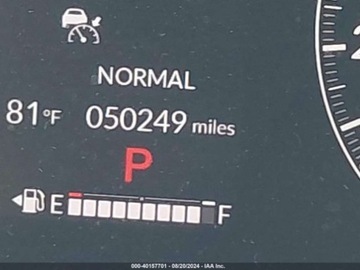 NORMAL
81°F 050249 miles
P
E F
000-40157701 - 08/20/2024 - IAA Inc.